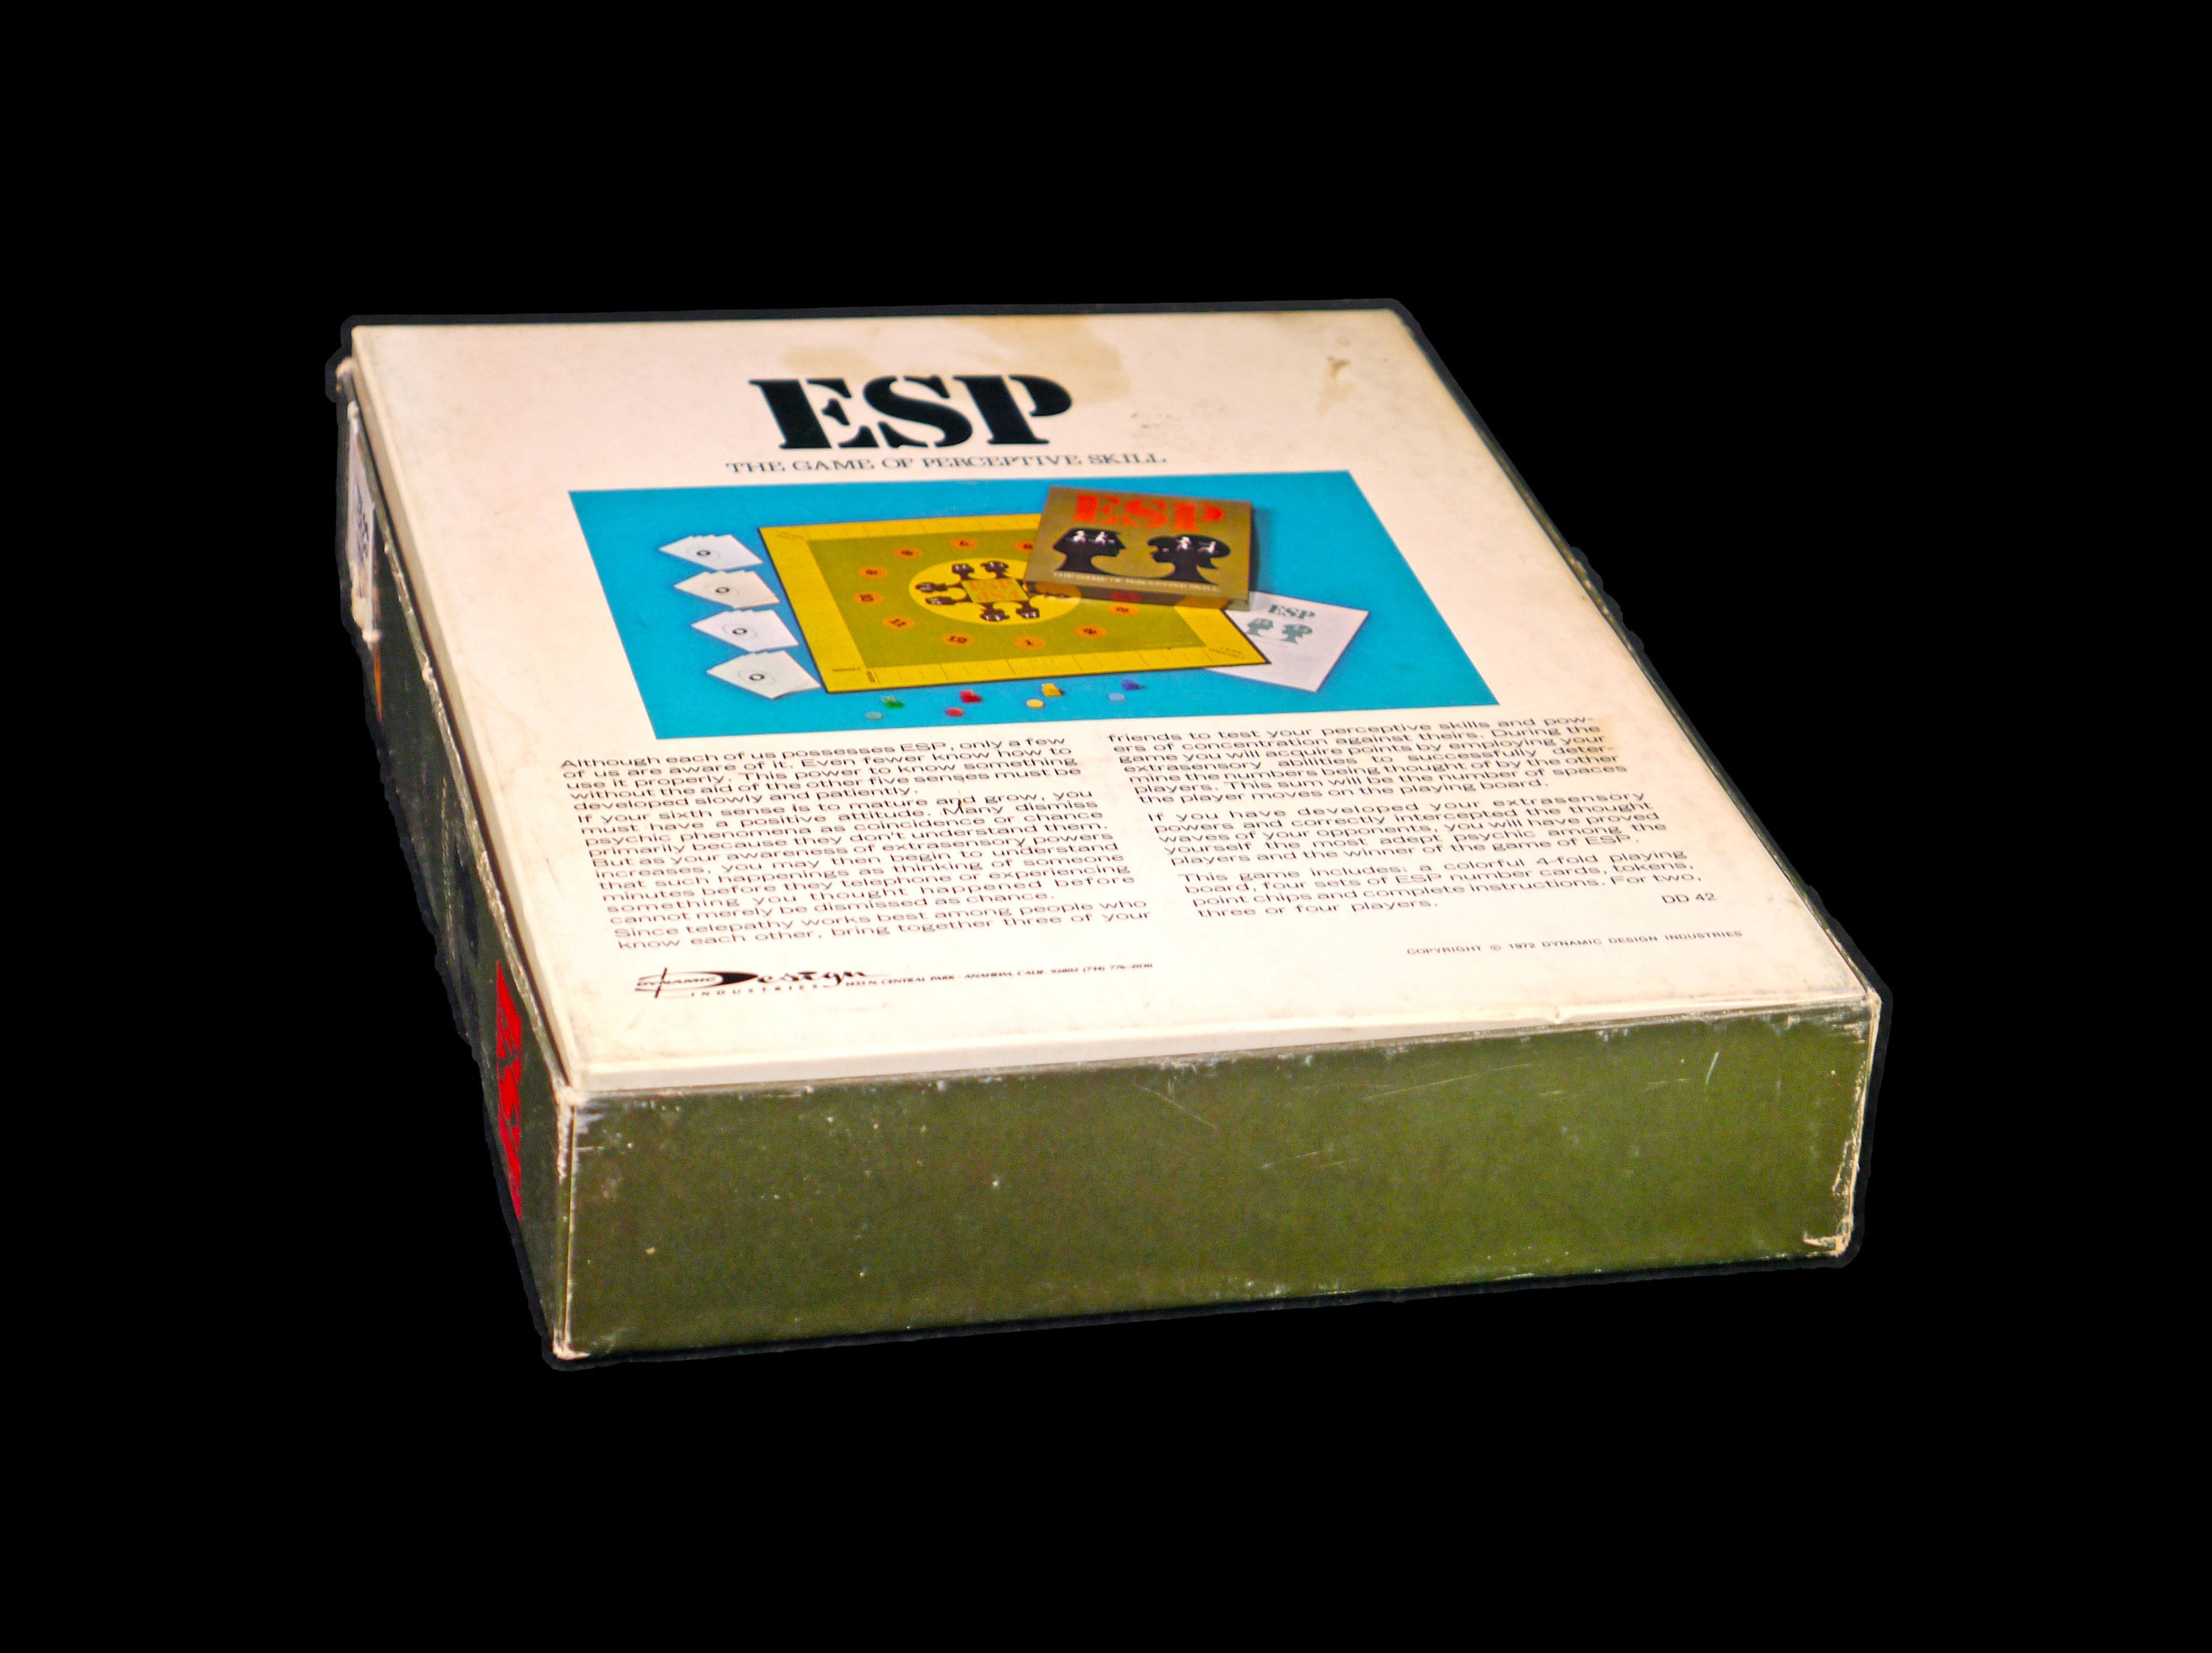 ESP
THE GAME OF PERCEPTIVE SKILL
ESP
THE GAME OF PERCEPTIVE SKILL
ESP
Although each of us possesses ESP, only a few
of us are aware of it. Even fewer know how to
use it properly. This power to know something
without the aid of the other five senses must be
developed slowly and patiently.
If your sixth sense is to mature and grow, you
must have a positive attitude. Many dismiss
psychic phenomena as coincidence or chance
primarily because they don't understand them.
But as your awareness of extrasensory powers
increases, you may then begin to understand
that such happenings as thinking of someone
minutes before they telephone or experiencing
something you thought happened before
cannot merely be dismissed as chance.
Since telepathy works best among people who
know each other, bring together three of your
friends to test your perceptive skills and pow-
ers of concentration against theirs. During the
game you will acquire points by employing your
extrasensory abilities to successfully deter-
mine the numbers being thought of by the other
players. This sum will be the number of spaces
the player moves on the playing board.
If you have developed your extrasensory
powers and correctly intercepted the thought
waves of your opponents, you will have proved
yourself the most adept psychic among the
players and the winner of the game of ESP.
This game includes: a colorful 4-fold playing
board, four sets of ESP number cards, tokens,
point chips and complete instructions. For two,
three or four players.
DD 42
DYNAMIC Design
INDUSTRIES 1433 N. CENTRAL PARK · ANAHEIM, CALIF. 92802 (714) 776-2030
COPYRIGHT © 1972 DYNAMIC DESIGN INDUSTRIES